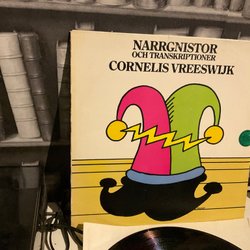 NARRGNISTOR
OCH TRANSKRIPTIONER
CORNELIS VREESWIJK